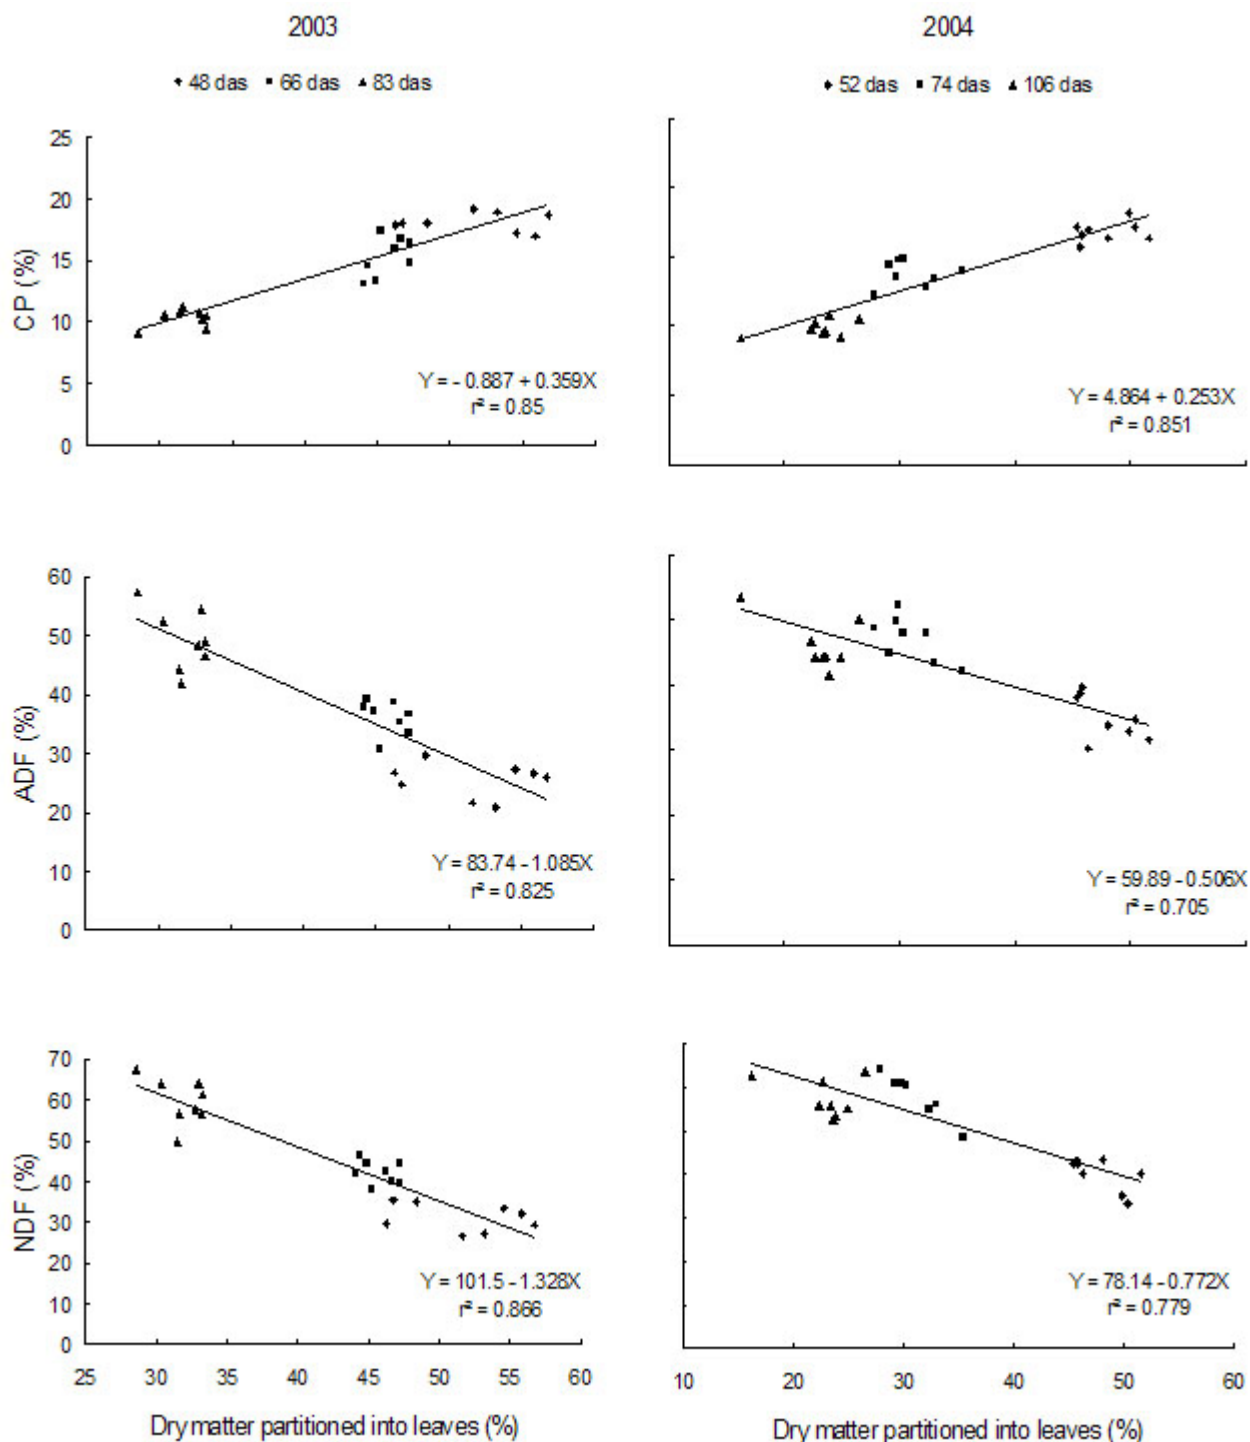 2003
2004
48 das 66 das 83 das
52 das 74 das 106 das
25
20
15
10
5
0
CP (%)
Y = - 0.887 + 0.359X
r² = 0.85
Y = 4.864 + 0.253X
r² = 0.851
60
50
40
30
20
10
0
ADF (%)
Y = 83.74 - 1.085X
r² = 0.825
Y = 59.89 - 0.506X
r² = 0.705
70
60
50
40
30
20
10
0
NDF (%)
Y = 101.5 - 1.328X
r² = 0.866
Y = 78.14 - 0.772X
r² = 0.779
25 30 35 40 45 50 55 60
10 20 30 40 50 60
Dry matter partitioned into leaves (%)
Dry matter partitioned into leaves (%)